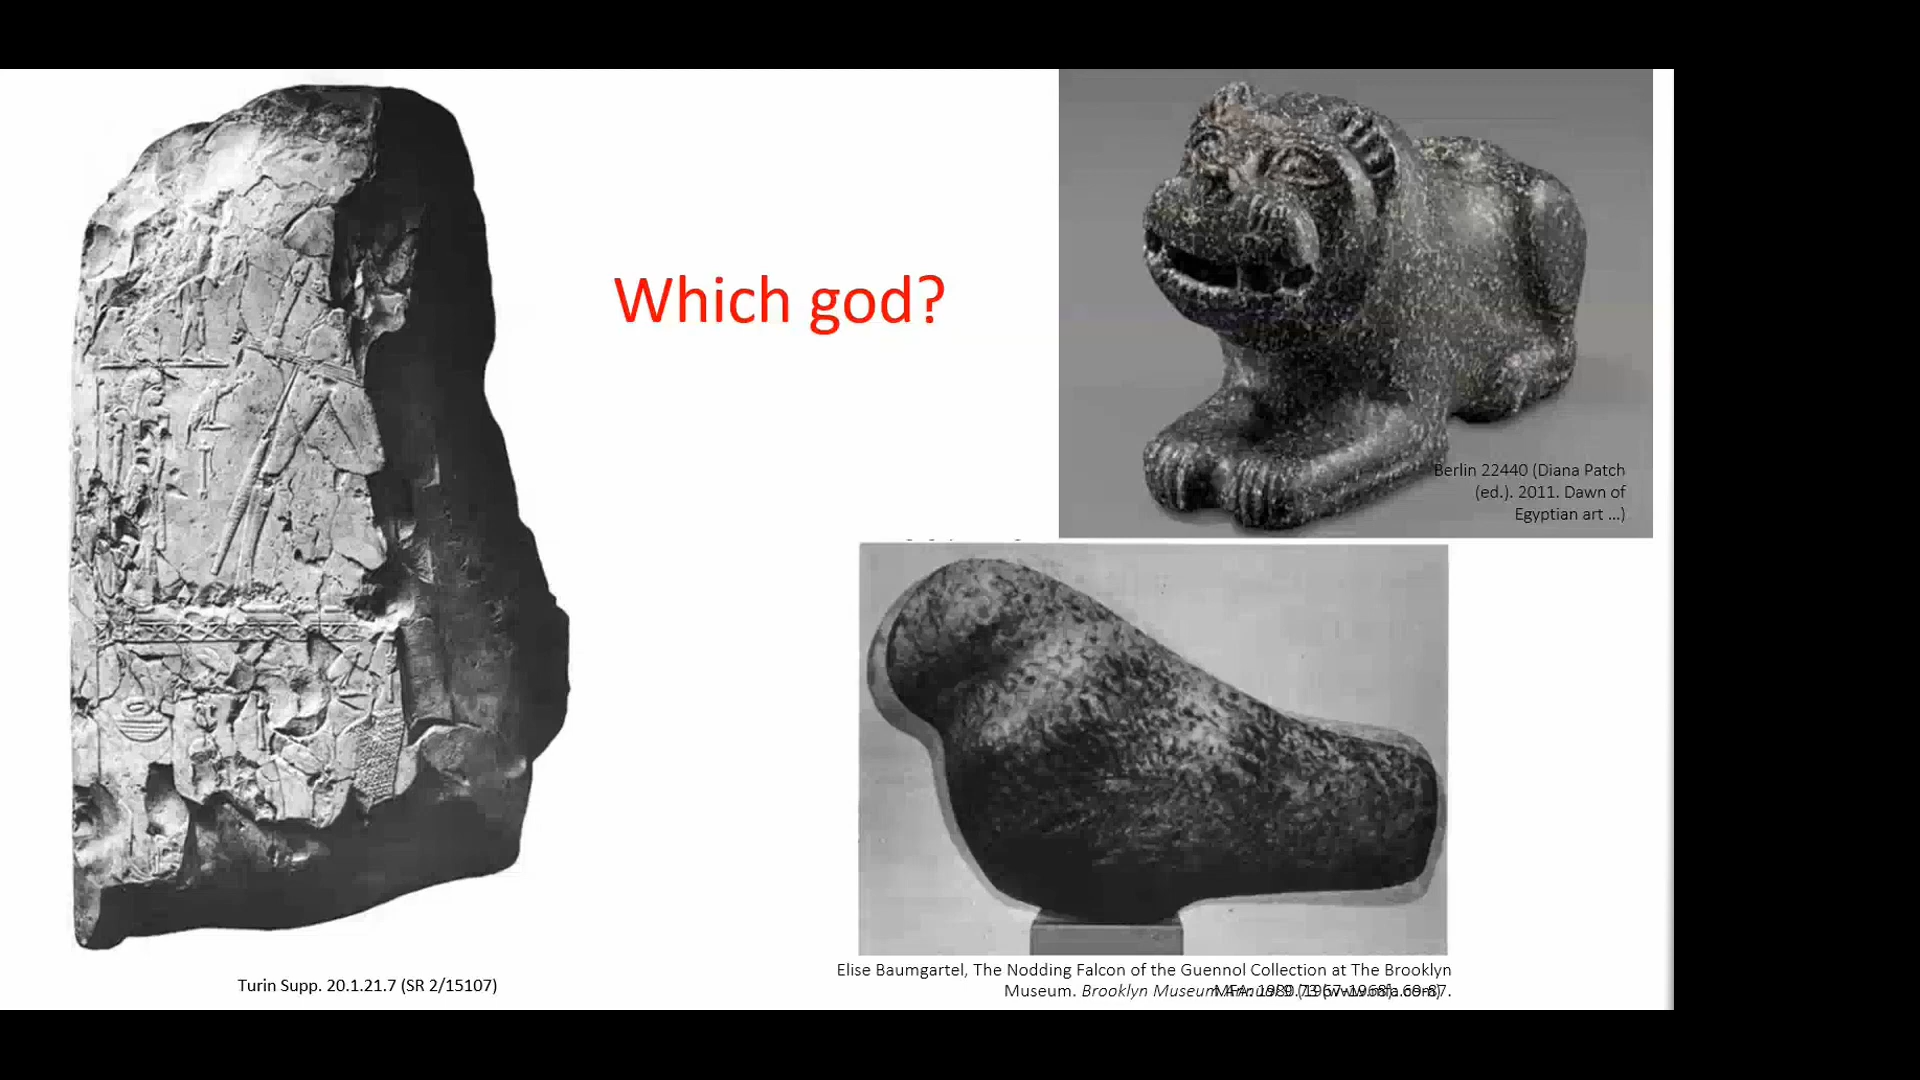 Which god?
Berlin 22440 (Diana Patch
(ed.). 2011. Dawn of
Egyptian art ...)
Elise Baumgartel, The Nodding Falcon of the Guennol Collection at The Brooklyn
Museum. Brooklyn Museum
Turin Supp. 20.1.21.7 (SR 2/15107)